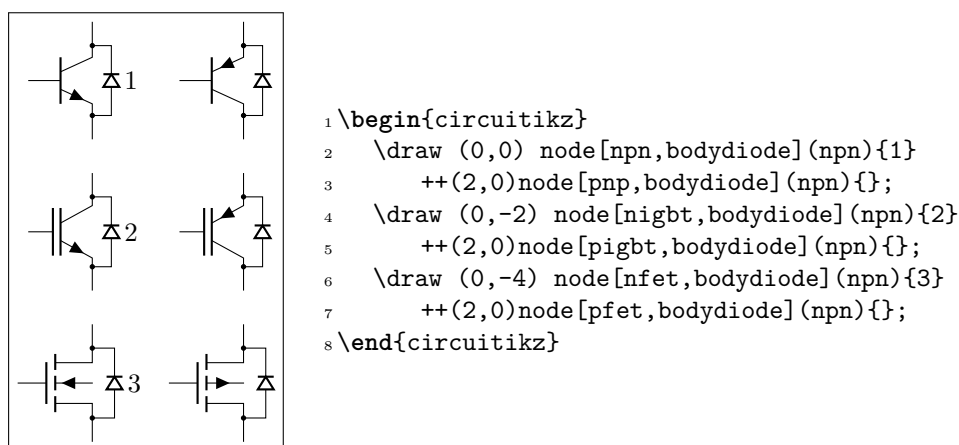 1
2
3
1 \begin{circuitikz}
2 \draw (0,0) node[npn,bodydiode](npn){1}
3 ++(2,0)node[pnp,bodydiode](npn){};
4 \draw (0,-2) node[nigbt,bodydiode](npn){2}
5 ++(2,0)node[pigbt,bodydiode](npn){};
6 \draw (0,-4) node[nfet,bodydiode](npn){3}
7 ++(2,0)node[pfet,bodydiode](npn){};
8 \end{circuitikz}